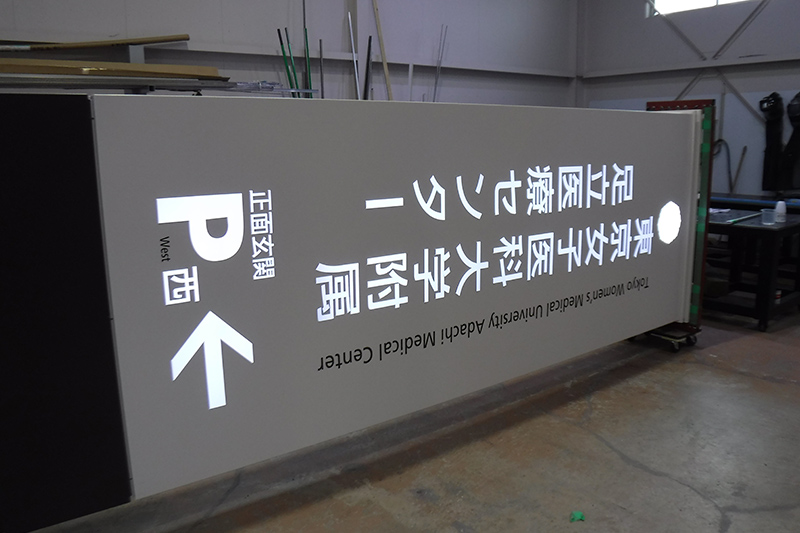 東京女子医科大学附属
足立医療センター
Tokyo Women's Medical University Adachi Medical Center
正面玄関
P
West
西